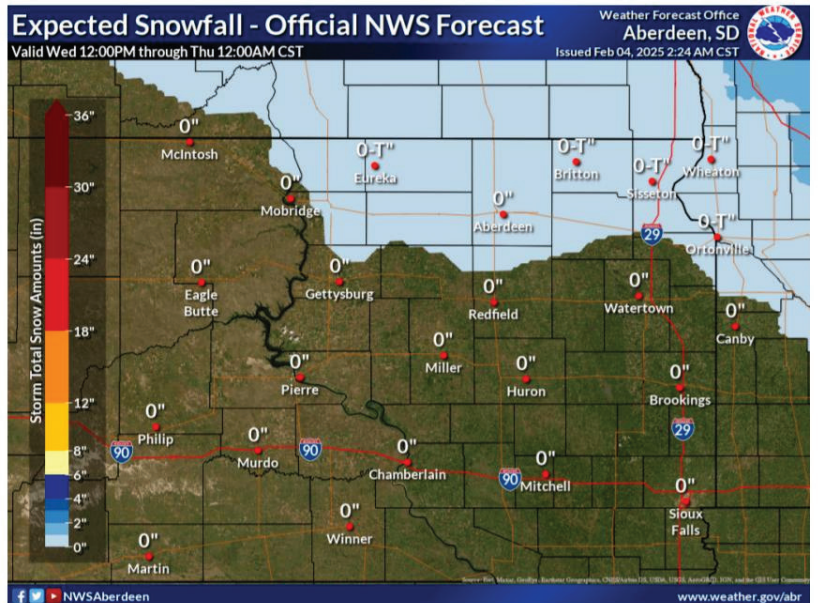 Expected Snowfall - Official NWS Forecast
Valid Wed 12:00PM through Thu 12:00AM CST
Weather Forecast Office
Aberdeen, SD
Issued Feb 04, 2025 2:24 AM CST
NATIONAL WEATHER SERVICE
Storm Total Snow Amounts (in)
36"
30"
24"
18"
12"
8"
6"
4"
2"
0"
0"
McIntosh
0-T"
Eureka
0-T"
Britton
0-T"
Sisseton
0-T"
Wheaton
0"
Mobridge
0"
Aberdeen
29
0-T"
Ortonville
0"
Eagle
Butte
0"
Gettysburg
0"
Redfield
0"
Watertown
0"
Canby
0"
Pierre
0"
Miller
0"
Huron
0"
Brookings
0"
Philip
90
0"
Murdo
90
0"
Chamberlain
90
0"
Mitchell
29
0"
Sioux
Falls
0"
Winner
0"
Martin
NWSAberdeen
www.weather.gov/abr